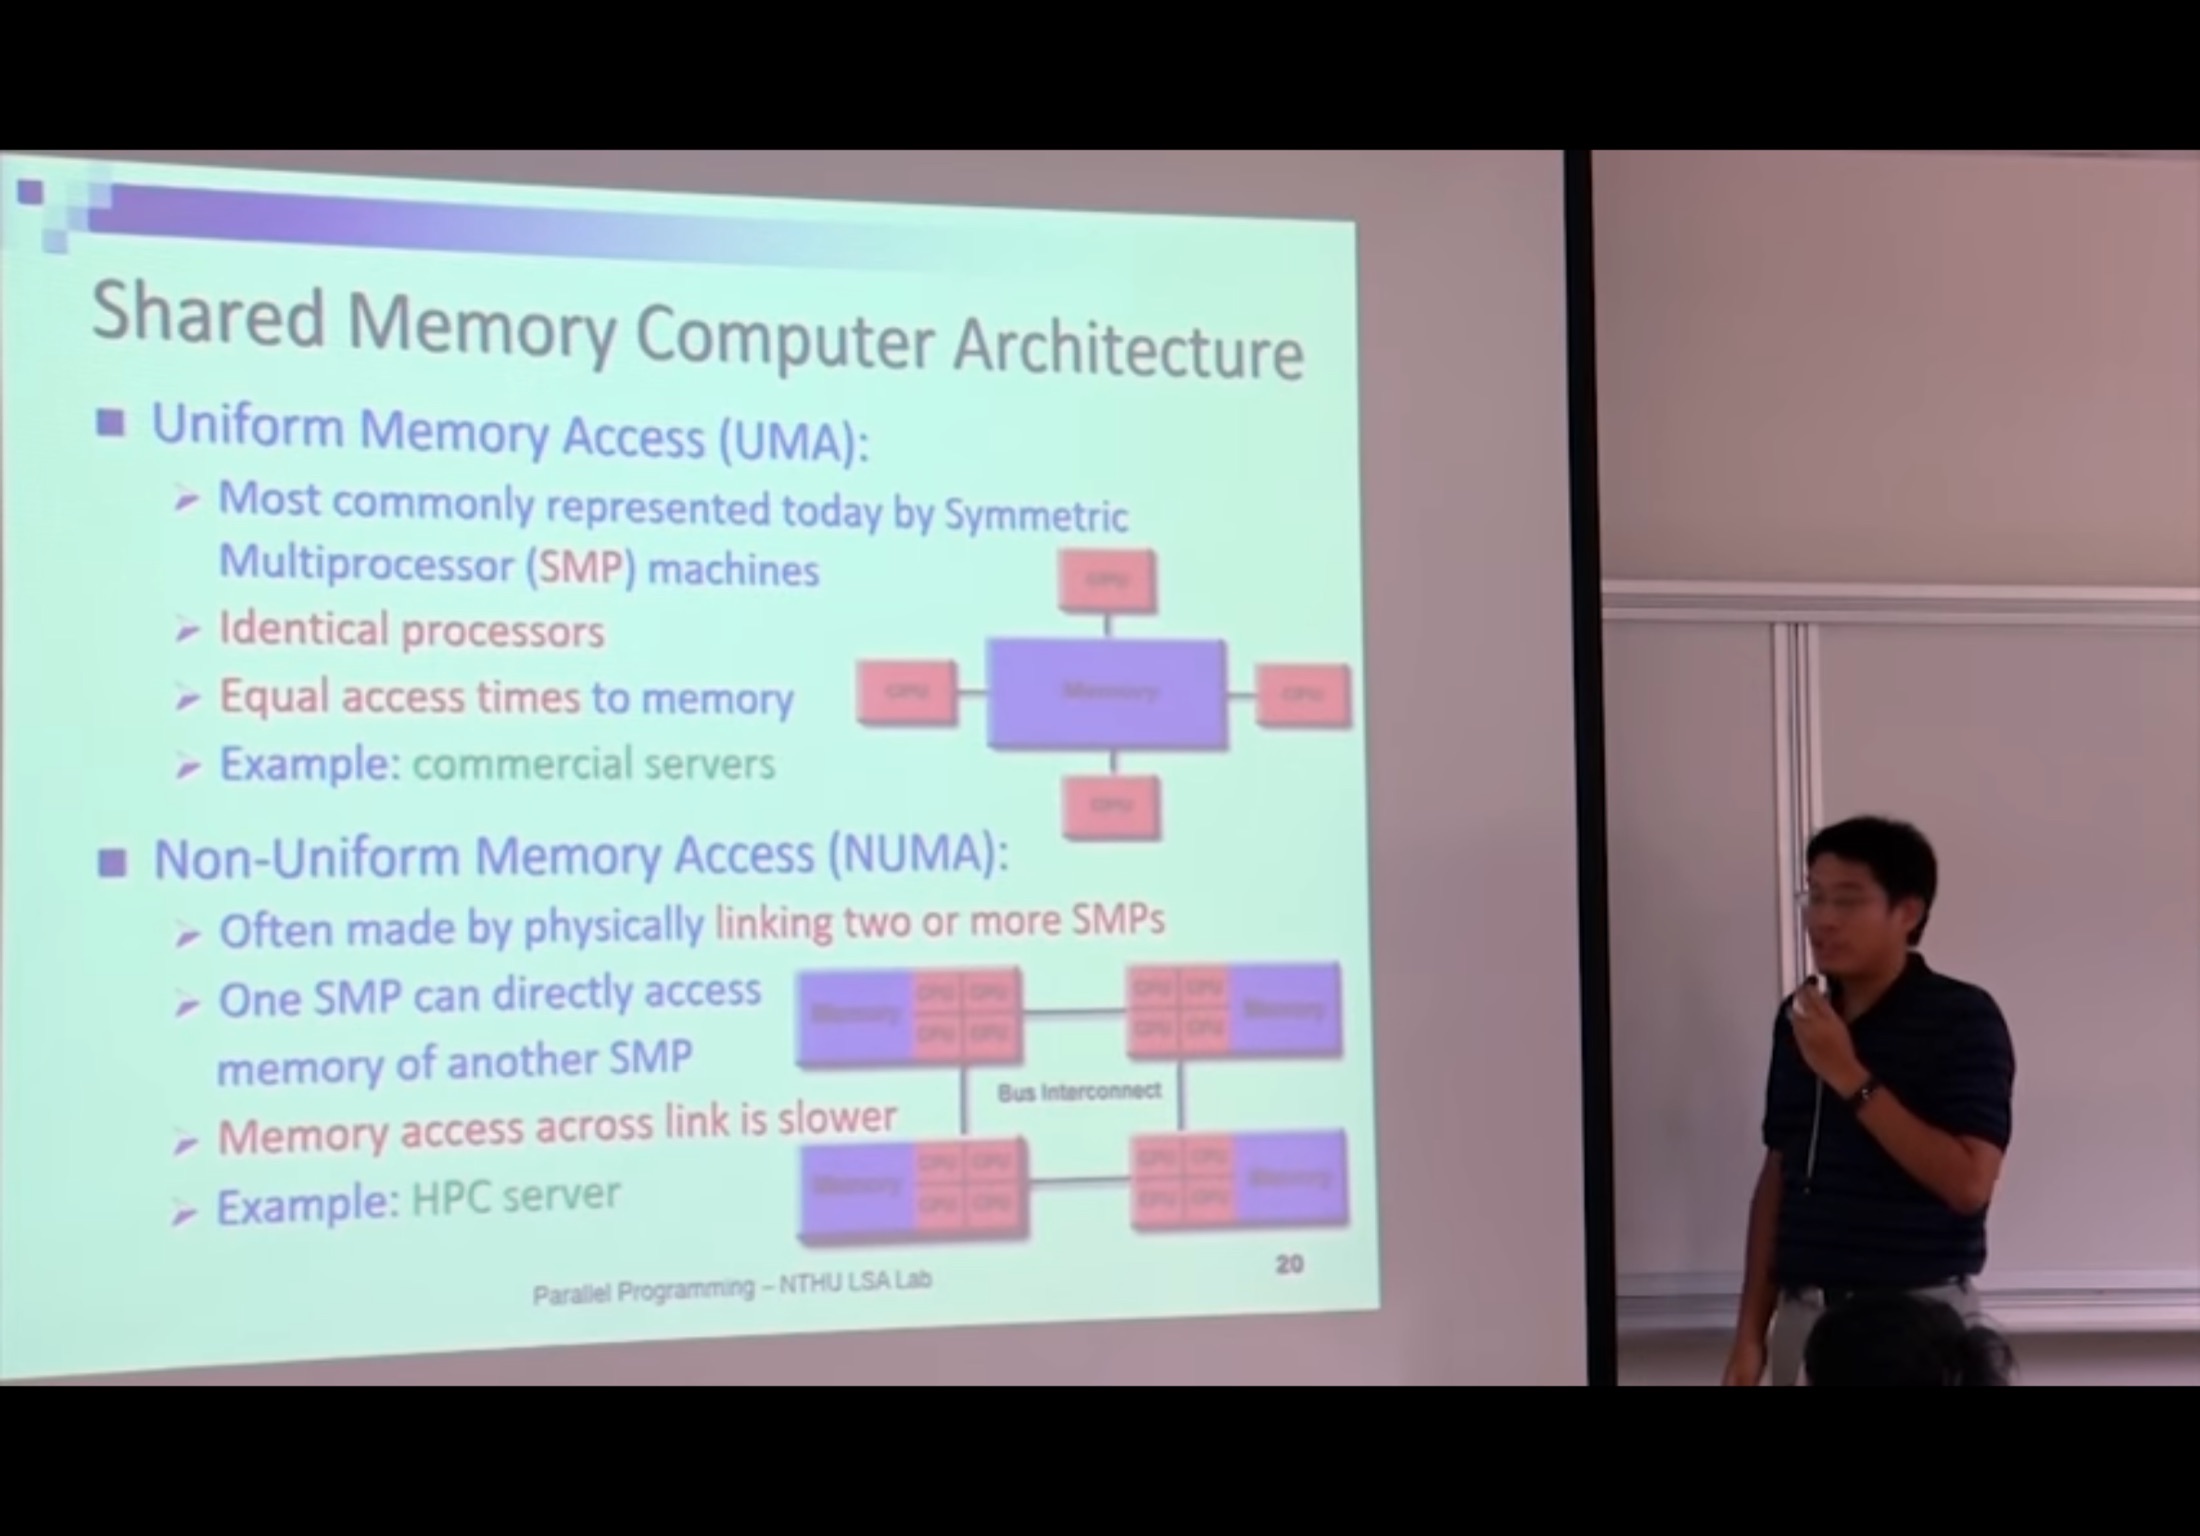 Shared Memory Computer Architecture
Uniform Memory Access (UMA):
Most commonly represented today by Symmetric
Multiprocessor (SMP) machines
Identical processors
Equal access times to memory
Example: commercial servers
CPU
CPU
Memory
CPU
CPU
Non-Uniform Memory Access (NUMA):
Often made by physically linking two or more SMPs
One SMP can directly access
memory of another SMP
Memory access across link is slower
Example: HPC server
Memory
CPU CPU
CPU CPU
CPU CPU
CPU CPU
Memory
Bus Interconnect
Memory
CPU CPU
CPU CPU
CPU CPU
CPU CPU
Memory
Parallel Programming – NTHU LSA Lab
20